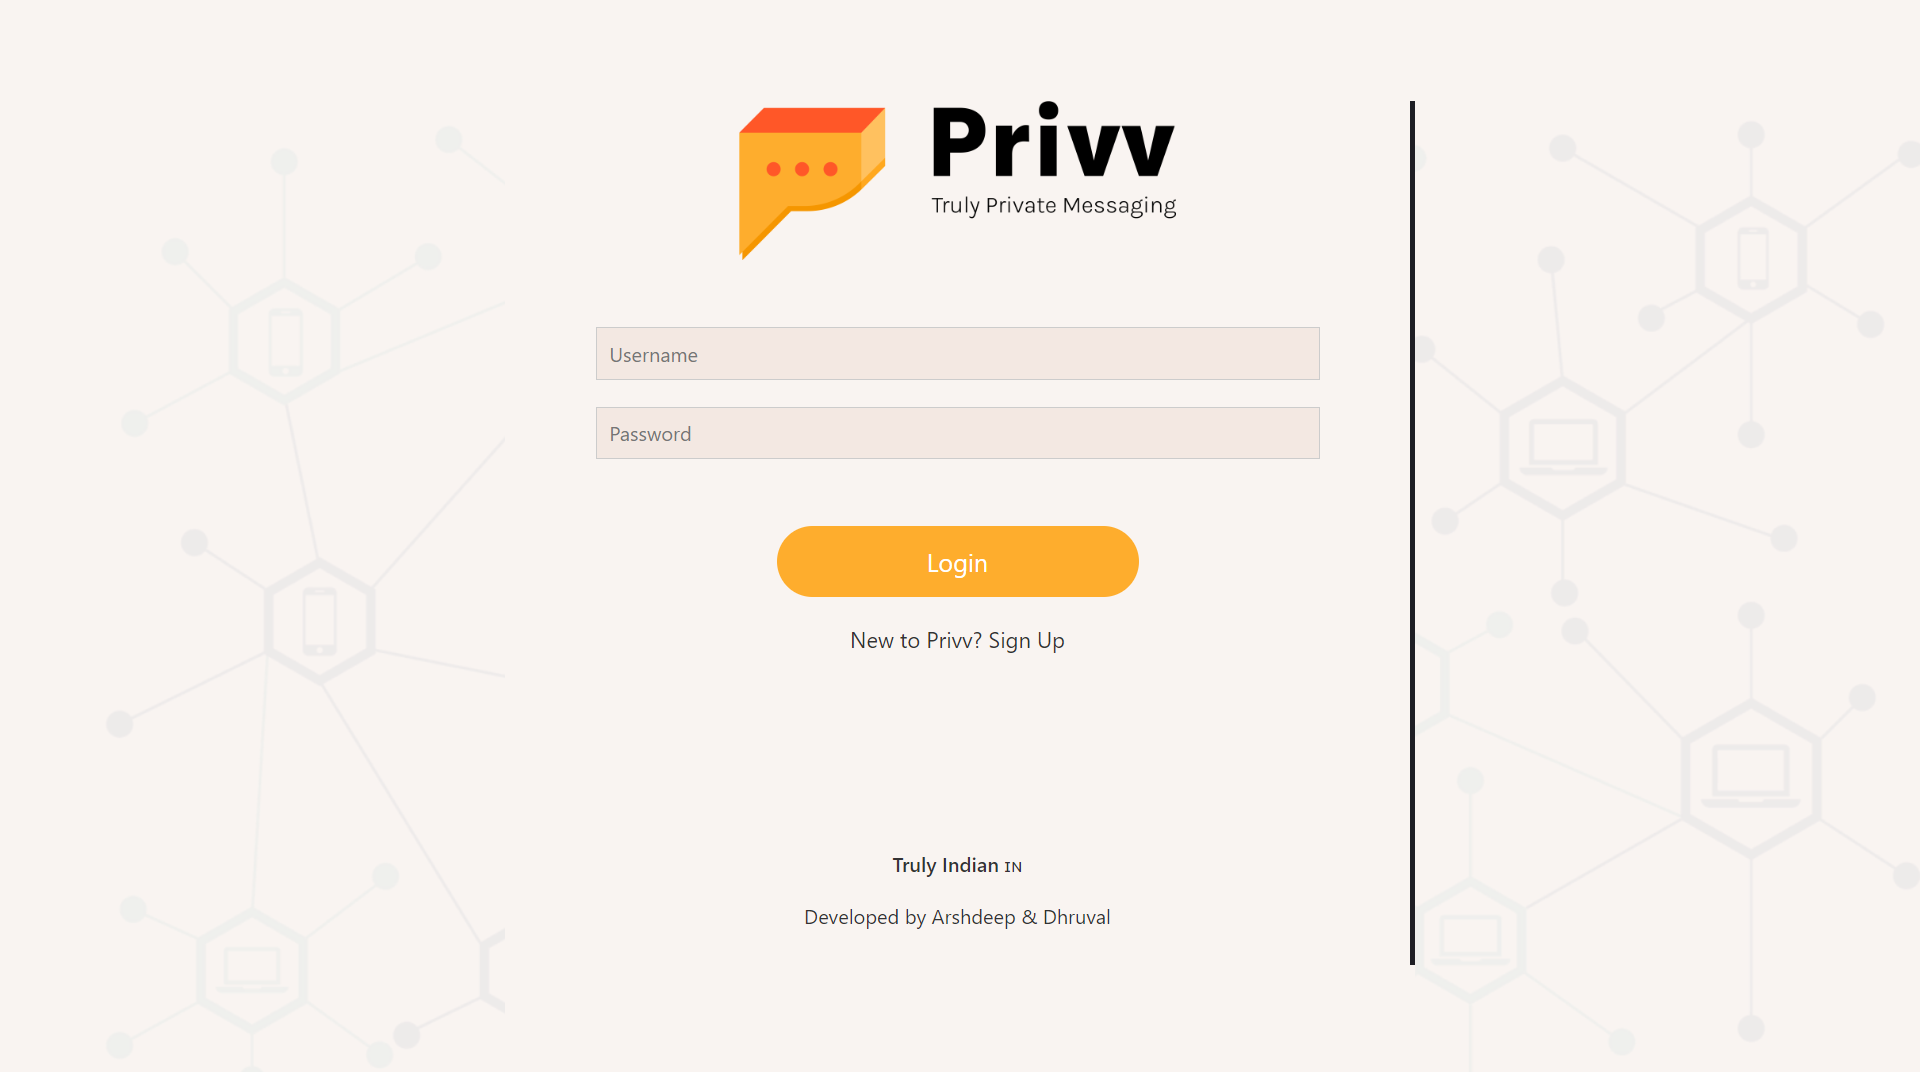 Privv
Truly Private Messaging
Username
Password
Login
New to Privv? Sign Up
Truly Indian IN
Developed by Arshdeep & Dhruval